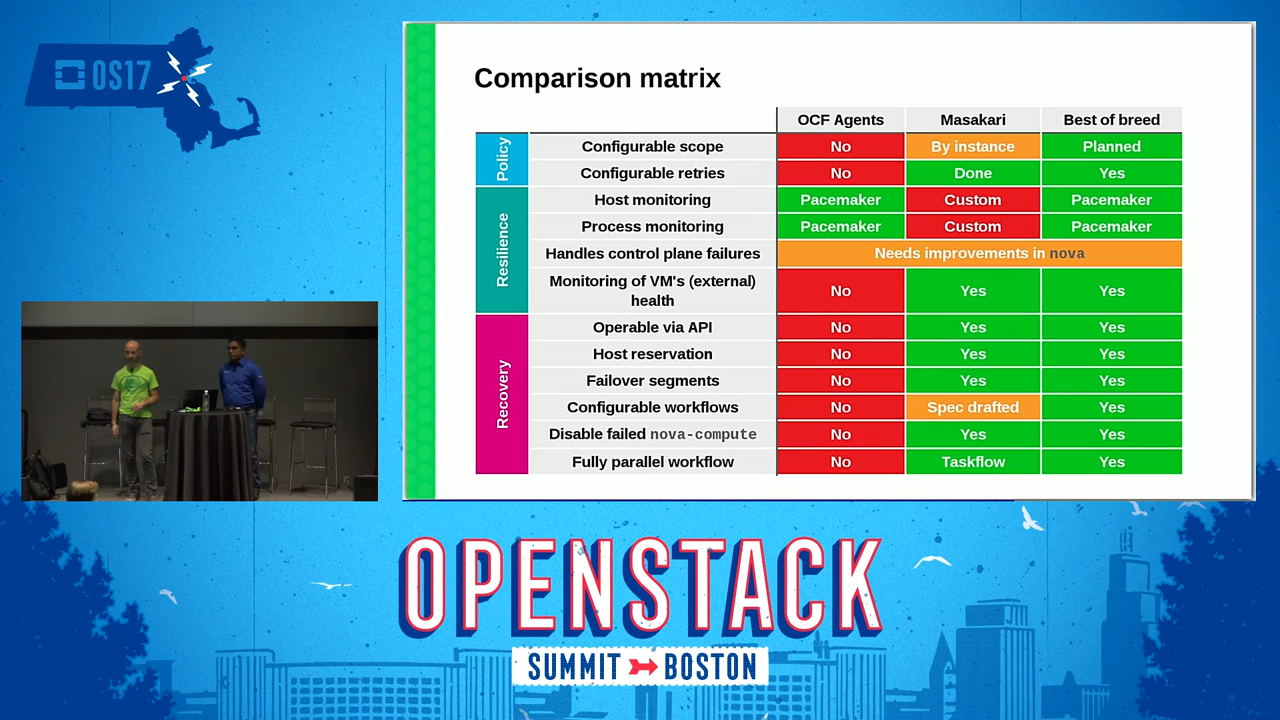 OS17
Comparison matrix
OCF Agents Masakari Best of breed
Policy
Configurable scope No By instance Planned
Configurable retries No Done Yes
Resilience
Host monitoring Pacemaker Custom Pacemaker
Process monitoring Pacemaker Custom Pacemaker
Handles control plane failures Needs improvements in nova
Monitoring of VM's (external)
health No Yes Yes
Recovery
Operable via API No Yes Yes
Host reservation No Yes Yes
Failover segments No Yes Yes
Configurable workflows No Spec drafted Yes
Disable failed nova-compute No Yes Yes
Fully parallel workflow No Taskflow Yes
OPENSTACK
SUMMIT BOSTON